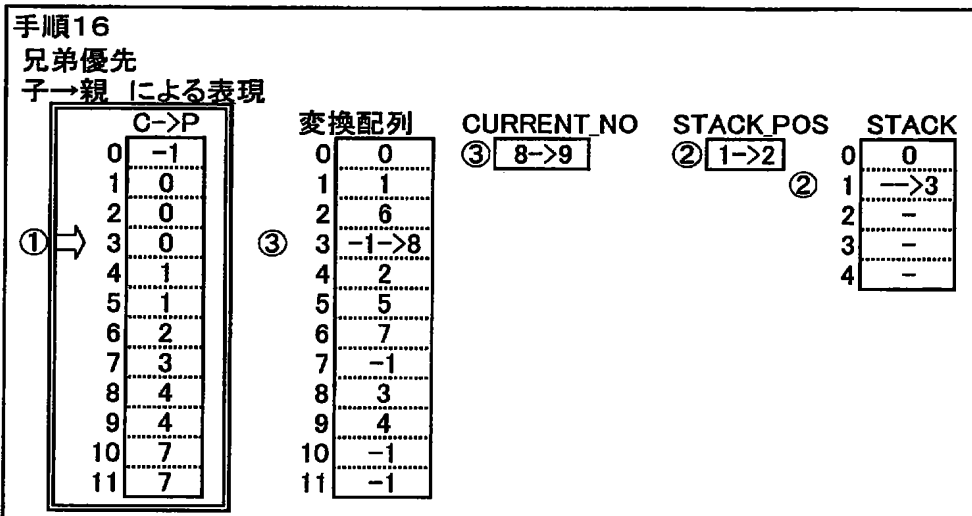 手順16
兄弟優先
子→親 による表現
C->P 変換配列 CURRENT_NO STACK_POS STACK
0 -1 0 0 ③ 8->9 ② 1->2 0 0
1 0 1 1 ② 1 -->3
2 0 2 6 2 -
① ⇨ 3 0 ③ 3 -1->8 3 -
4 1 4 2 4 -
5 1 5 5
6 2 6 7
7 3 7 -1
8 4 8 3
9 4 9 4
10 7 10 -1
11 7 11 -1